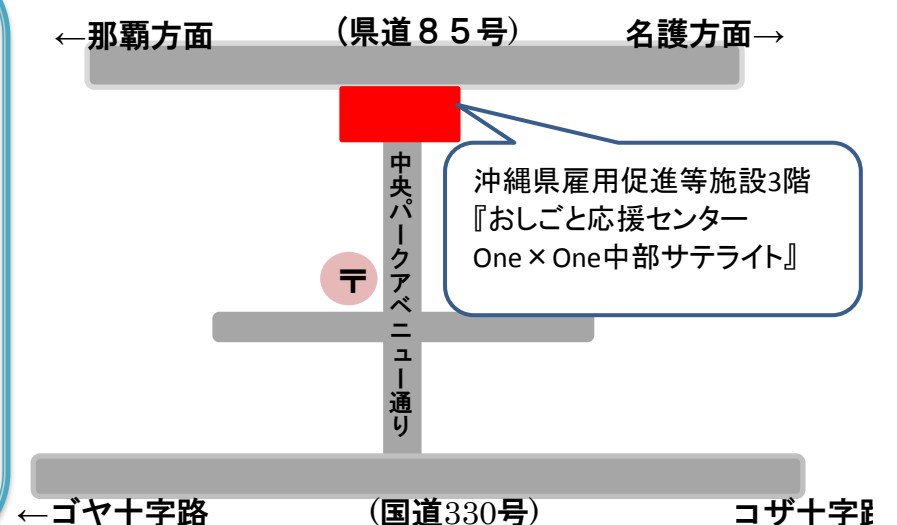 ←那覇方面
(県道８５号)
名護方面→
沖縄県雇用促進等施設3階
『おしごと応援センター
One×One中部サテライト』
中央パークアベニュー通り
〒
←ゴヤ十字路
(国道330号)
コザ十字路